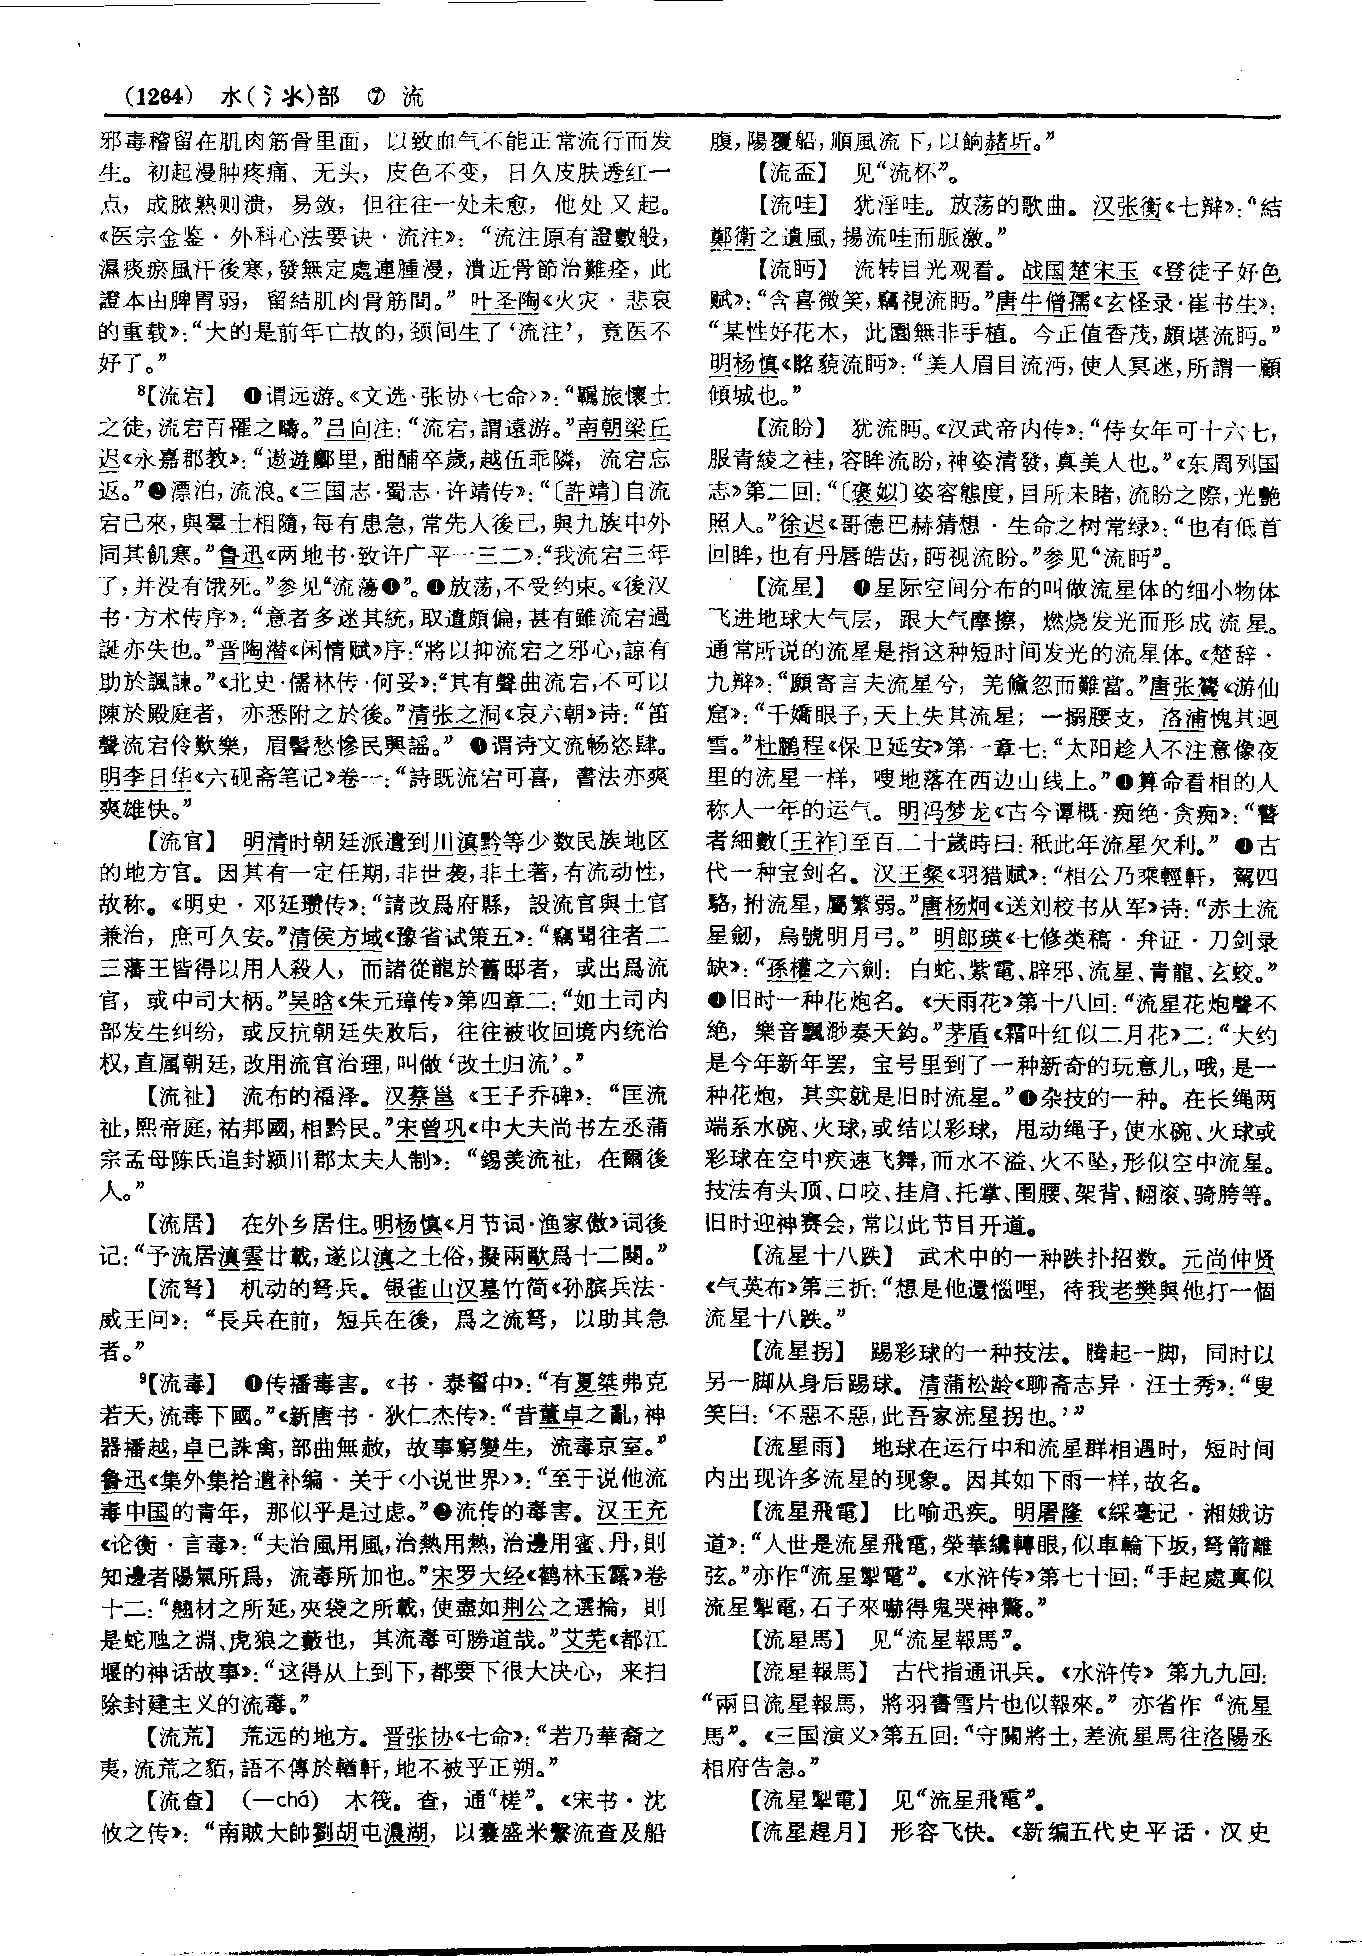 (1264) 水(氵氺)部 ⑦ 流
邪毒稽留在肌肉筋骨里面，以致血气不能正常流行而发
生。初起漫肿疼痛、无头，皮色不变，日久皮肤透红一
点，成脓熟则溃，易敛，但往往一处未愈，他处又起。
《医宗金鉴·外科心法要诀·流注》：“流注原有證數般，
濕痰瘀風汗後寒，發無定處連腫漫，潰近骨節治難痊，此
證本由脾胃弱，留結肌肉骨筋間。”叶圣陶《火灾·悲哀
的重载》：“大的是前年亡故的，颈间生了‘流注’，竟医不
好了。”
⁸【流宕】 ❶谓远游。《文选·张协〈七命〉》：“羈旅懷土
之徒，流宕百罹之疇。”吕向注：“流宕，謂遠游。”南朝梁丘
迟《永嘉郡教》：“遨遊鄽里，酣酺卒歲，越伍乖隣，流宕忘
返。”❷漂泊，流浪。《三国志·蜀志·许靖传》：“〔許靖〕自流
宕已來，與羣士相隨，每有患急，常先人後己，與九族中外
同其飢寒。”鲁迅《两地书·致许广平一三二》：“我流宕三年
了，并没有饿死。”参见“流蕩❶”。❸放荡，不受约束。《後汉
书·方术传序》：“意者多迷其統，取遣頗偏，甚有雖流宕過
誕亦失也。”晋陶潜《闲情赋》序：“將以抑流宕之邪心，諒有
助於諷諫。”《北史·儒林传·何妥》：“其有聲曲流宕，不可以
陳於殿庭者，亦悉附之於後。”清张之洞《哀六朝》诗：“笛
聲流宕伶歎樂，眉髻愁慘民興謡。” ❹谓诗文流畅恣肆。
明李日华《六砚斋笔记》卷一：“詩既流宕可喜，書法亦爽
爽雄快。”
【流官】 明清时朝廷派遣到川滇黔等少数民族地区
的地方官。因其有一定任期，非世袭，非土著，有流动性，
故称。《明史·邓廷瓒传》：“請改爲府縣，設流官與土官
兼治，庶可久安。”清侯方域《豫省试策五》：“竊聞往者二
三藩王皆得以用人殺人，而諸從龍於舊邸者，或出爲流
官，或中司大柄。”吴晗《朱元璋传》第四章二：“如土司内
部发生纠纷，或反抗朝廷失败后，往往被收回境内统治
权，直属朝廷，改用流官治理，叫做‘改土归流’。”
【流祉】 流布的福泽。汉蔡邕《王子乔碑》：“匡流
祉，熙帝庭，祐邦國，相黔民。”宋曾巩《中大夫尚书左丞蒲
宗孟母陈氏追封颍川郡太夫人制》：“錫羨流祉，在爾後
人。”
【流居】 在外乡居住。明杨慎《月节词·渔家傲》词後
记：“予流居滇雲廿載，遂以滇之土俗，擬兩歐爲十二闋。”
【流弩】 机动的弩兵。银雀山汉墓竹简《孙膑兵法·
威王问》：“長兵在前，短兵在後，爲之流弩，以助其急
者。”
⁹【流毒】 ❶传播毒害。《书·泰誓中》：“有夏桀弗克
若天，流毒下國。”《新唐书·狄仁杰传》：“昔董卓之亂，神
器播越，卓已誅禽，部曲無赦，故事窮變生，流毒京室。”
鲁迅《集外集拾遗补编·关于〈小说世界〉》：“至于说他流
毒中国的青年，那似乎是过虑。”❷流传的毒害。汉王充
《论衡·言毒》：“夫治風用風，治熱用熱，治邊用蜜、丹，則
知邊者陽氣所爲，流毒所加也。”宋罗大经《鹤林玉露》卷
十二：“魑材之所延，夾袋之所載，使盡如荆公之選掄，則
是蛇虺之淵、虎狼之藪也，其流毒可勝道哉。”艾芜《都江
堰的神话故事》：“这得从上到下，都要下很大决心，来扫
除封建主义的流毒。”
【流荒】 荒远的地方。晋张协《七命》：“若乃華裔之
夷，流荒之貊，語不傳於輶軒，地不被乎正朔。”
【流查】 (—chá) 木筏。查，通“槎”。《宋书·沈
攸之传》：“南賊大帥劉胡屯濃湖，以囊盛米繫流查及船
腹，陽覆船，順風流下，以餉赭圻。”
【流盃】 见“流杯”。
【流哇】 犹淫哇。放荡的歌曲。汉张衡《七辩》：“結
鄭衛之遺風，揚流哇而脈激。”
【流眄】 流转目光观看。战国楚宋玉《登徒子好色
赋》：“含喜微笑，竊視流眄。”唐牛僧孺《玄怪录·崔书生》：
“某性好花木，此園無非手植。今正值香茂，頗堪流眄。”
明杨慎《眳藐流眄》：“美人眉目流沔，使人冥迷，所謂一顧
傾城也。”
【流盼】 犹流眄。《汉武帝内传》：“侍女年可十六七，
服青綾之袿，容眸流盼，神姿清發，真美人也。”《东周列国
志》第二回：“〔褒姒〕姿容態度，目所未睹，流盼之際，光艷
照人。”徐迟《哥德巴赫猜想·生命之树常绿》：“也有低首
回眸，也有丹唇皓齿，眄视流盼。”参见“流眄”。
【流星】 ❶星际空间分布的叫做流星体的细小物体
飞进地球大气层，跟大气摩擦，燃烧发光而形成流星。
通常所说的流星是指这种短时间发光的流星体。《楚辞·
九辩》：“願寄言夫流星兮，羌儵忽而難當。”唐张鷟《游仙
窟》：“千嬌眼子，天上失其流星；一搦腰支，洛浦愧其迴
雪。”杜鹏程《保卫延安》第一章七：“太阳趁人不注意像夜
里的流星一样，嗖地落在西边山线上。”❷算命看相的人
称人一年的运气。明冯梦龙《古今谭概·痴绝·贪痴》：“瞽
者細數〔王祚〕至百二十歲時曰：秖此年流星欠利。” ❸古
代一种宝剑名。汉王粲《羽猎赋》：“相公乃乘輕軒，駕四
駱，拊流星，屬繁弱。”唐杨炯《送刘校书从军》诗：“赤土流
星劍，烏號明月弓。”明郎瑛《七修类稿·弁证·刀剑录
缺》：“孫權之六劍：白蛇、紫電、辟邪、流星、青龍、玄蛟。”
❹旧时一种花炮名。《天雨花》第十八回：“流星花炮聲不
絶，樂音飄渺奏天鈞。”茅盾《霜叶红似二月花》二：“大约
是今年新年罢，宝号里到了一种新奇的玩意儿，哦，是一
种花炮，其实就是旧时流星。”❺杂技的一种。在长绳两
端系水碗、火球，或结以彩球，甩动绳子，使水碗、火球或
彩球在空中疾速飞舞，而水不溢、火不坠，形似空中流星。
技法有头顶、口咬、挂肩、托掌、围腰、架背、翻滚、骑胯等。
旧时迎神赛会，常以此节目开道。
【流星十八跌】 武术中的一种跌扑招数。元尚仲贤
《气英布》第三折：“想是他還惱哩，待我老樊與他打一個
流星十八跌。”
【流星拐】 踢彩球的一种技法。腾起一脚，同时以
另一脚从身后踢球。清蒲松龄《聊斋志异·汪士秀》：“叟
笑曰：‘不惡不惡，此吾家流星拐也。’”
【流星雨】 地球在运行中和流星群相遇时，短时间
内出现许多流星的现象。因其如下雨一样，故名。
【流星飛電】 比喻迅疾。明屠隆《綵毫记·湘娥访
道》：“人世是流星飛電，榮華纔轉眼，似車輪下坂，弩箭離
弦。”亦作“流星掣電”。《水浒传》第七十回：“手起處真似
流星掣電，石子來嚇得鬼哭神驚。”
【流星馬】 见“流星報馬”。
【流星報馬】 古代指通讯兵。《水浒传》第九九回：
“兩日流星報馬，將羽書雪片也似報來。”亦省作“流星
馬”。《三国演义》第五回：“守關將士，差流星馬往洛陽丞
相府告急。”
【流星掣電】 见“流星飛電”。
【流星趕月】 形容飞快。《新编五代史平话·汉史